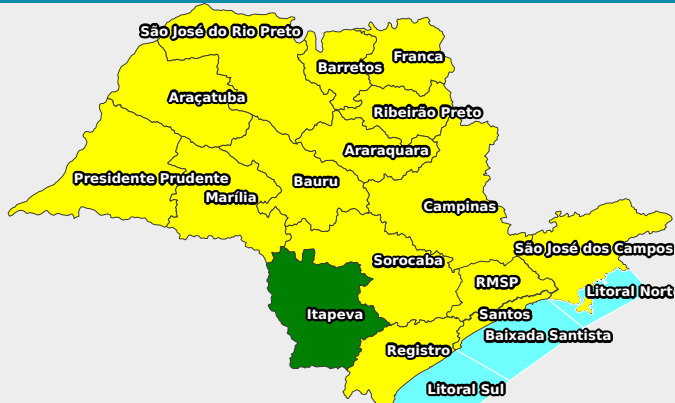 São José do Rio Preto
Franca
Barretos
Araçatuba
Ribeirão Preto
Araraquara
Presidente Prudente
Bauru
Marília
Campinas
São José dos Campos
Sorocaba
RMSP
Litoral Nort
Itapeva
Santos
Baixada Santista
Registro
Litoral Sul